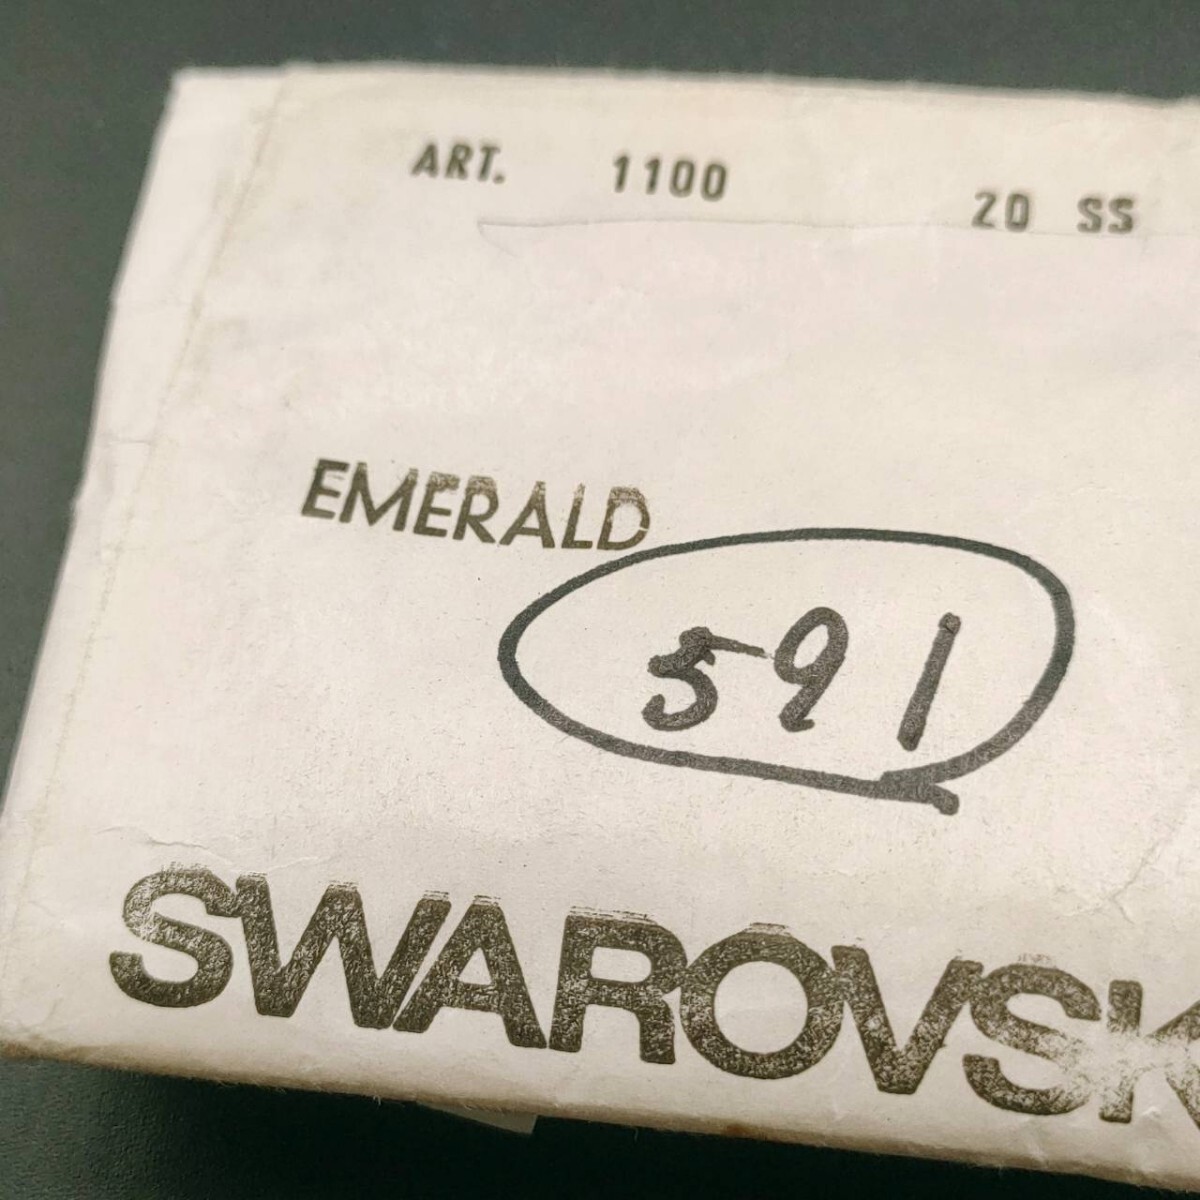 ART. 1100 20 SS
EMERALD
591
SWAROVSK